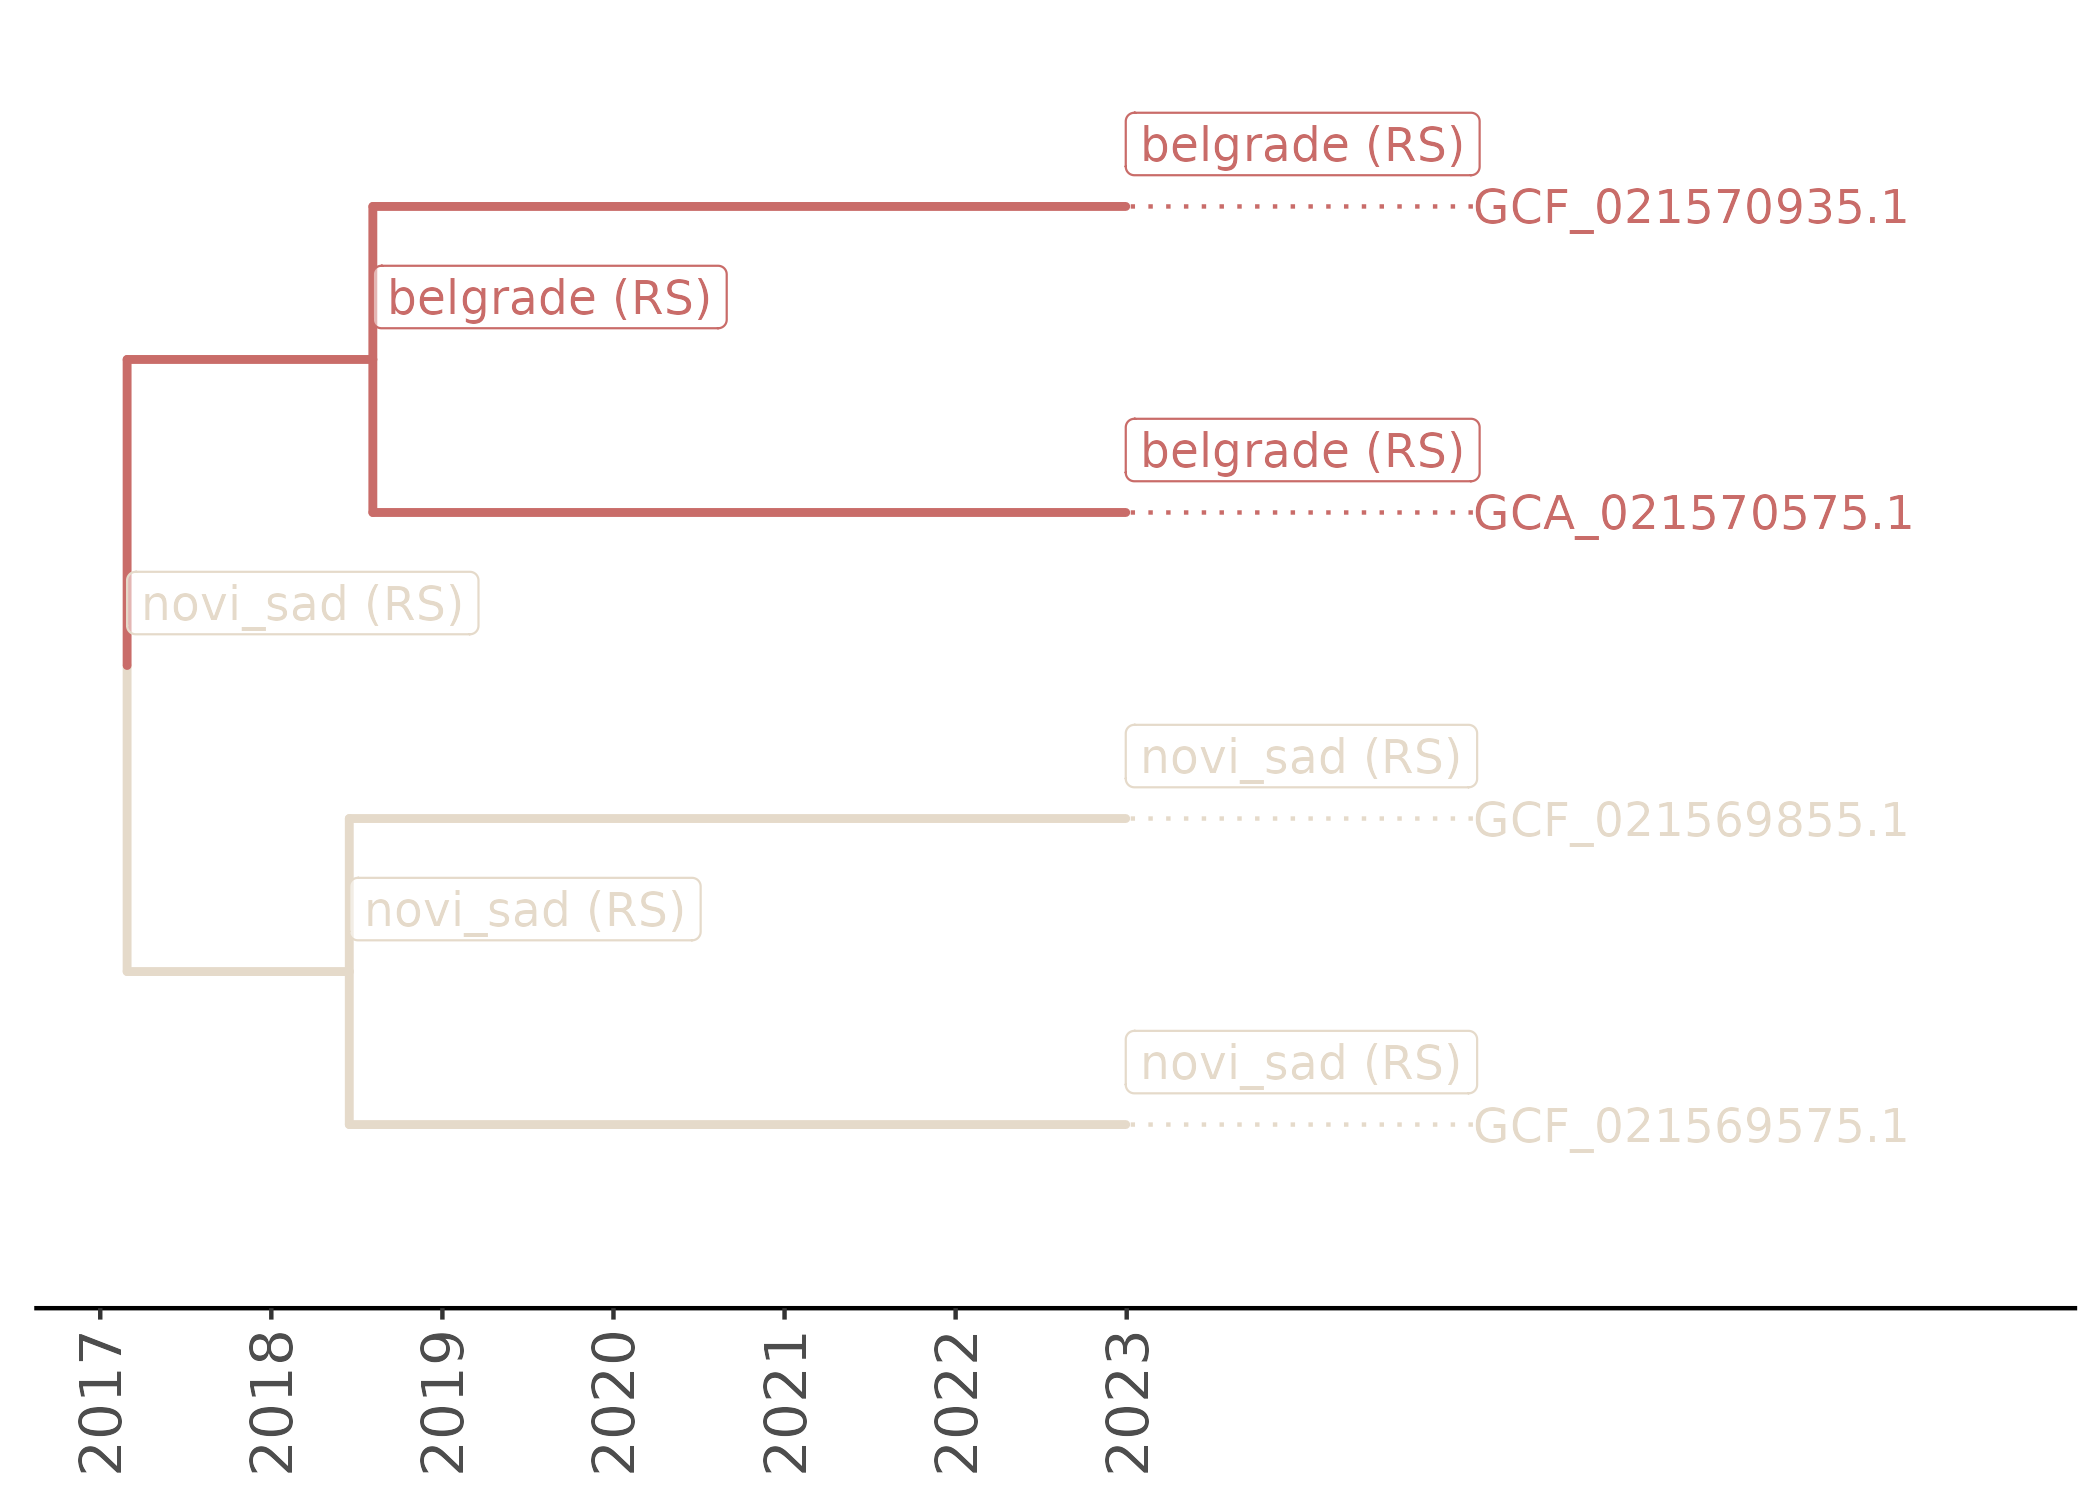 belgrade (RS)
GCF_021570935.1
belgrade (RS)
belgrade (RS)
GCA_021570575.1
novi_sad (RS)
novi_sad (RS)
GCF_021569855.1
novi_sad (RS)
novi_sad (RS)
GCF_021569575.1
2017
2018
2019
2020
2021
2022
2023